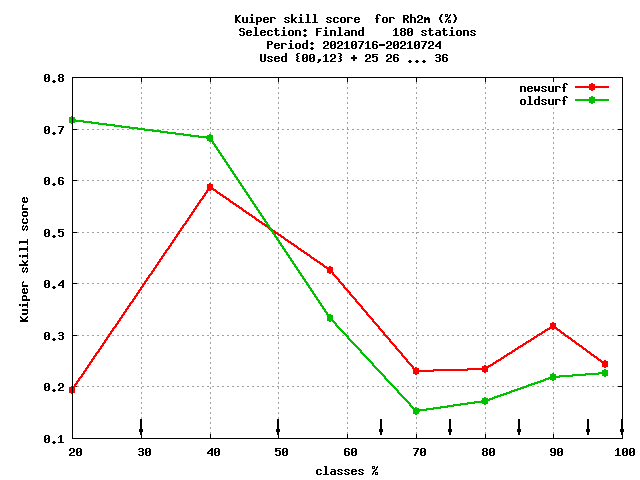 Kuiper skill score for Rh2m (%)
Selection: Finland 180 stations
Period: 20210716-20210724
Used {00,12} + 25 26 ... 36
newsurf
oldsurf
0.8
0.7
0.6
0.5
0.4
0.3
0.2
0.1
Kuiper skill score
20 30 40 50 60 70 80 90 100
classes %